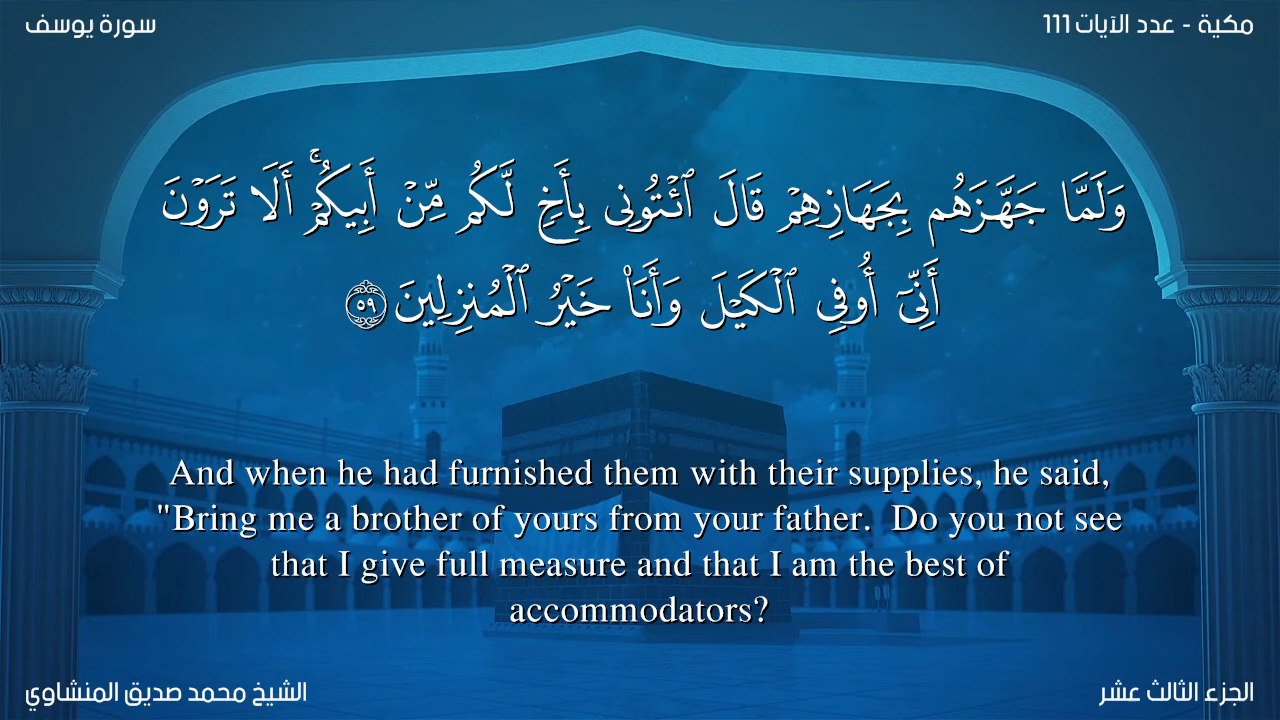 سورة يوسف
مكية - عدد الآيات 111
وَلَمَّا جَهَّزَهُم بِجَهَازِهِمْ قَالَ ٱئْتُونِى بِأَخٍ لَّكُم مِّنْ أَبِيكُمْ ۚ أَلَا تَرَوْنَ
أَنِّىٓ أُوفِى ٱلْكَيْلَ وَأَنَا۠ خَيْرُ ٱلْمُنزِلِينَ ٥٩
And when he had furnished them with their supplies, he said,
"Bring me a brother of yours from your father.  Do you not see
that I give full measure and that I am the best of
accommodators?
الشيخ محمد صديق المنشاوي
الجزء الثالث عشر